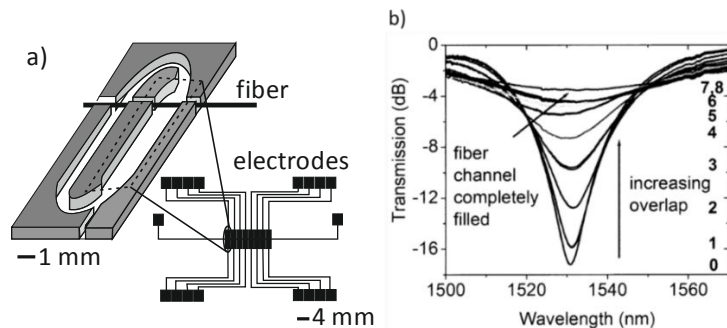 a)
fiber
electrodes
1 mm
4 mm
b)
Transmission (dB)
0
-4
-8
-12
-16
fiber
channel
completely
filled
increasing
overlap
7,8
6
5
4
3
2
1
0
1500 1520 1540 1560
Wavelength (nm)